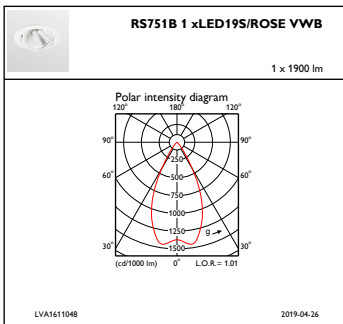 RS751B 1 xLED19S/ROSE VWB
1 x 1900 lm
Polar intensity diagram
120° 180° 120°
90° 90°
250
60° 500 60°
750
1000
1250 g
30° 1500 30°
(cd/1000 lm) 0° L.O.R.= 1.01
LVA1611048 2019-04-26